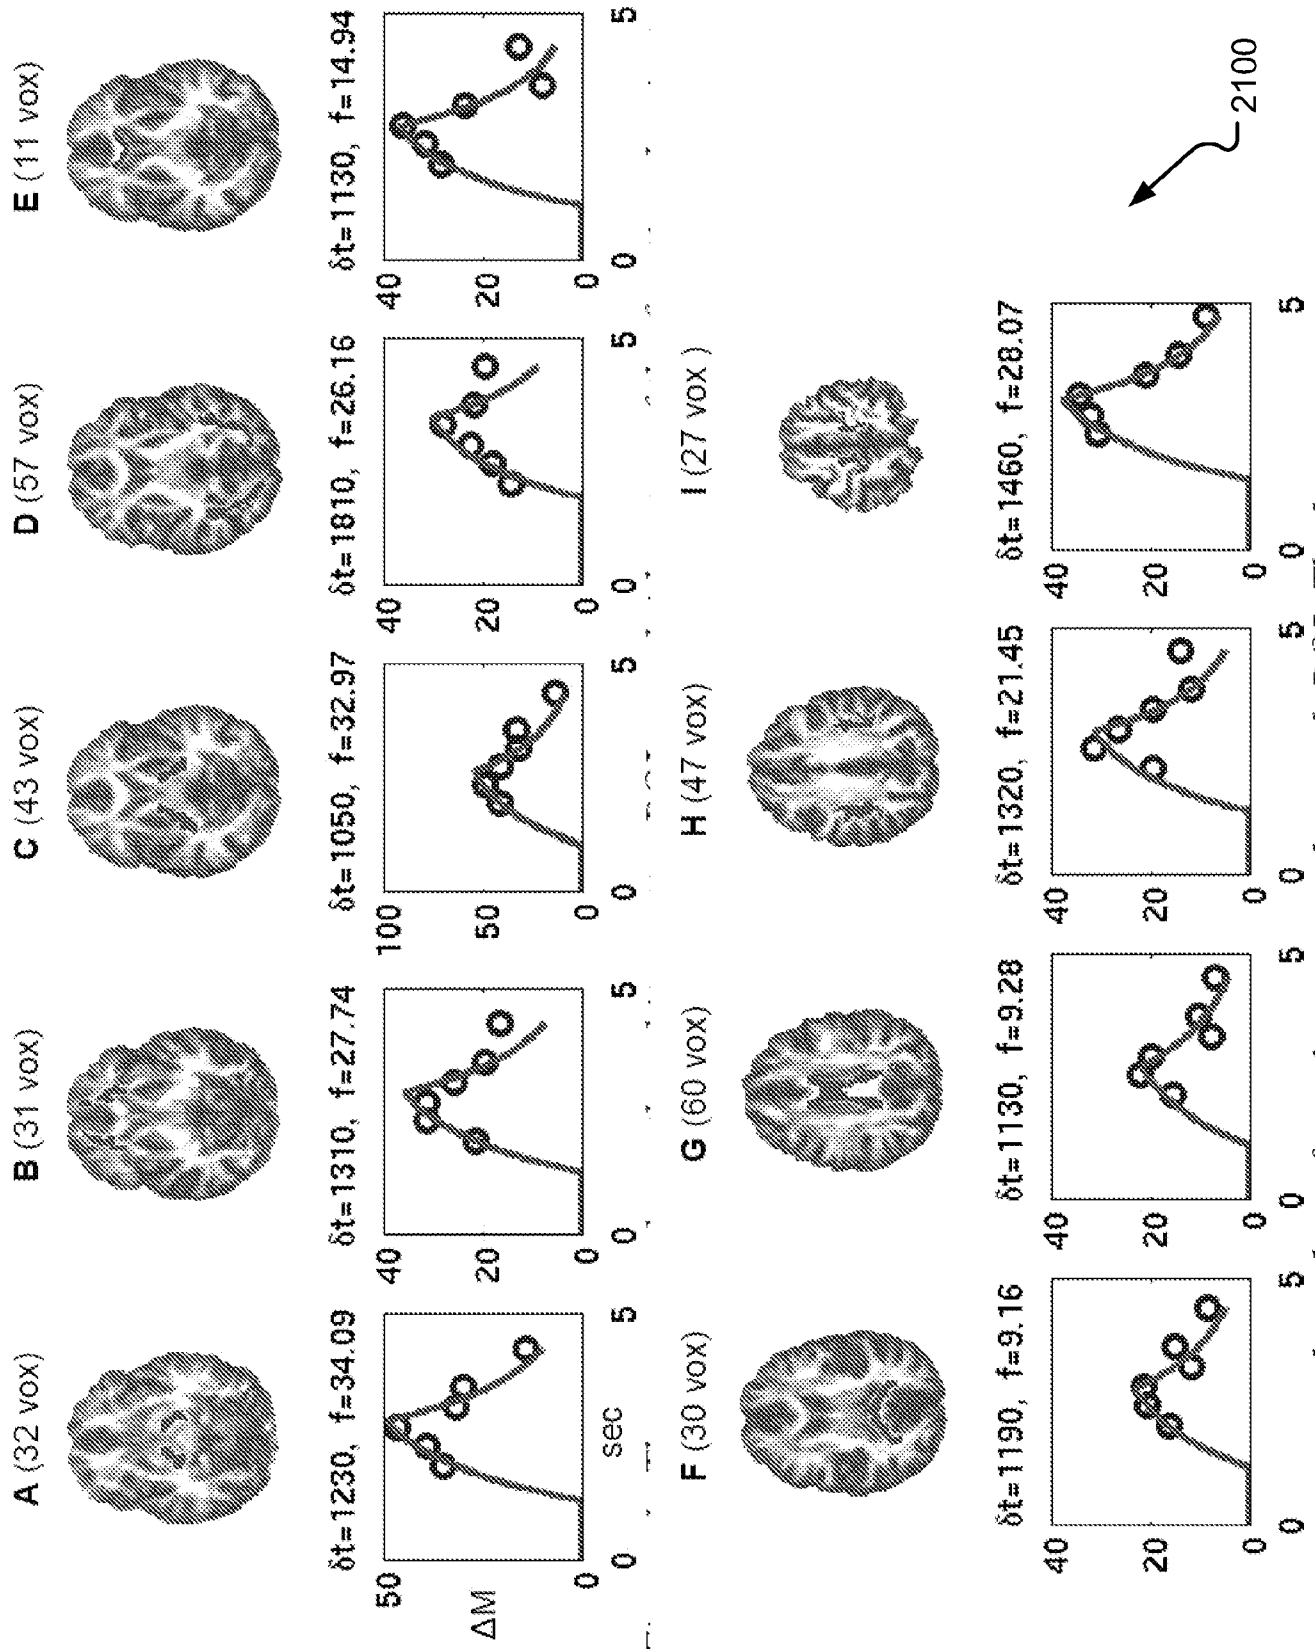 A (32 vox) B (31 vox) C (43 vox) D (57 vox) E (11 vox)
δt=1230, f=34.09 δt=1310, f=27.74 δt=1050, f=32.97 δt=1810, f=26.16 δt=1130, f=14.94
50 40 100 40 40
ΔM 20 50 20 20
0 0 0 0 0
0 5 0 5 0 5 0 5 0 5
sec
F (30 vox) G (60 vox) H (47 vox) I (27 vox)
δt=1190, f=9.16 δt=1130, f=9.28 δt=1320, f=21.45 δt=1460, f=28.07
40 40 40 40
20 20 20 20
0 0 0 0
0 5 0 5 0 5 0 5
2100